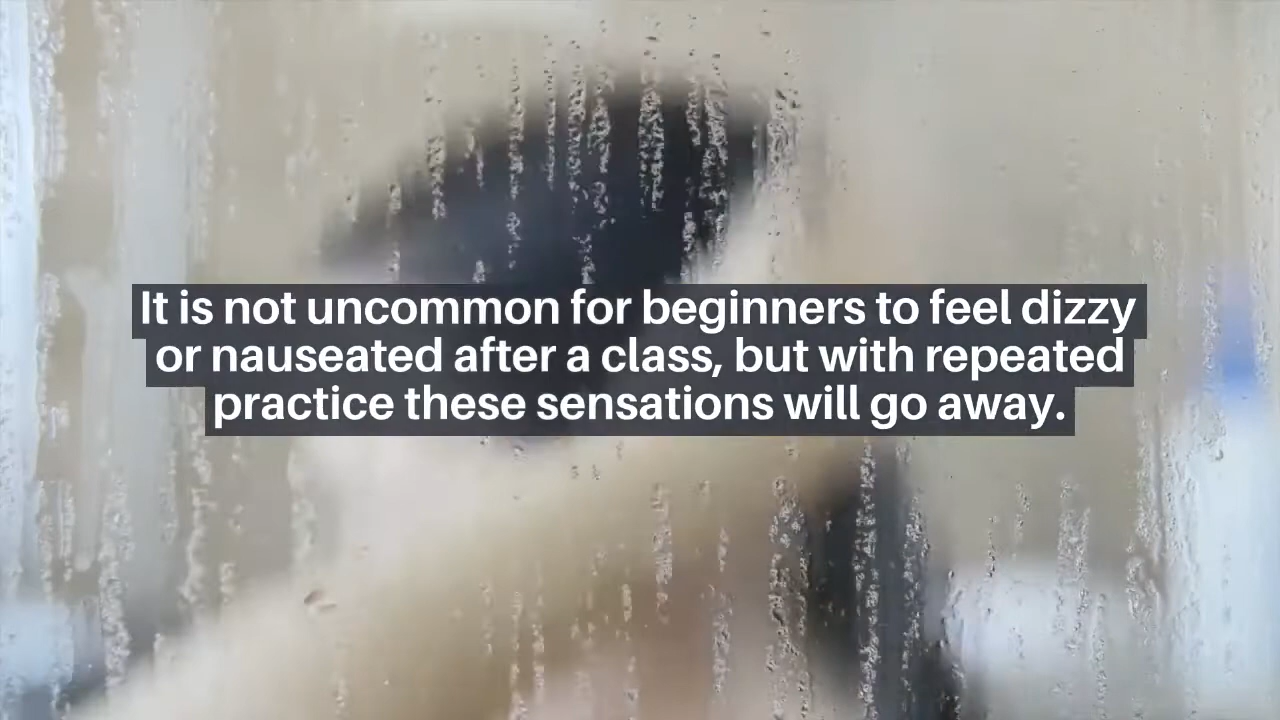 It is not uncommon for beginners to feel dizzy
or nauseated after a class, but with repeated
practice these sensations will go away.